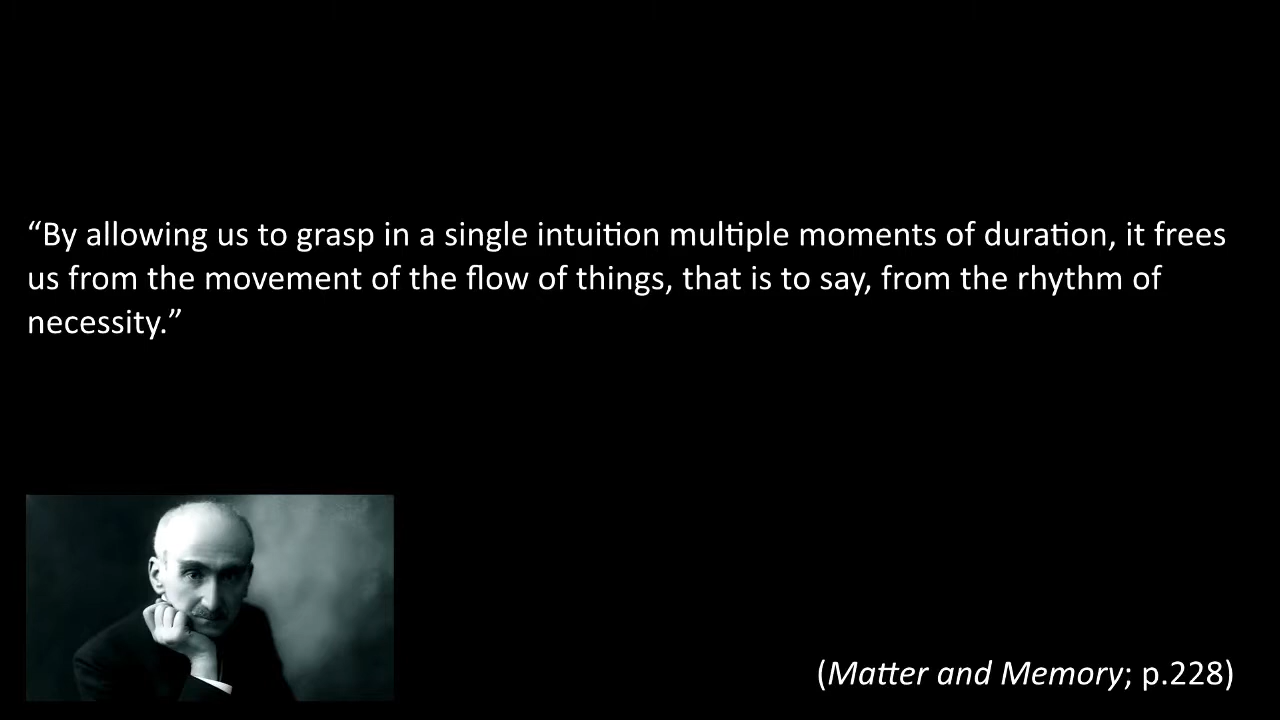 “By allowing us to grasp in a single intuition multiple moments of duration, it frees
us from the movement of the flow of things, that is to say, from the rhythm of
necessity.”
(Matter and Memory; p.228)